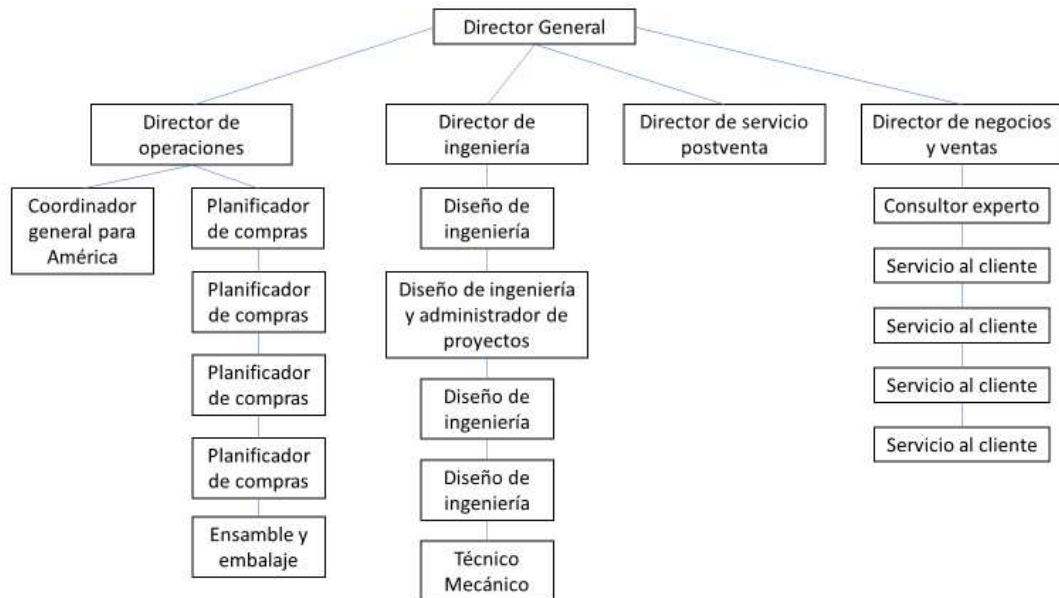 Director General
Director de
operaciones
Director de
ingeniería
Director de servicio
postventa
Director de negocios
y ventas
Coordinador
general para
América
Planificador
de compras
Planificador
de compras
Planificador
de compras
Planificador
de compras
Ensamble y
embalaje
Diseño de
ingeniería
Diseño de ingeniería
y administrador de
proyectos
Diseño de
ingeniería
Diseño de
ingeniería
Técnico
Mecánico
Consultor experto
Servicio al cliente
Servicio al cliente
Servicio al cliente
Servicio al cliente